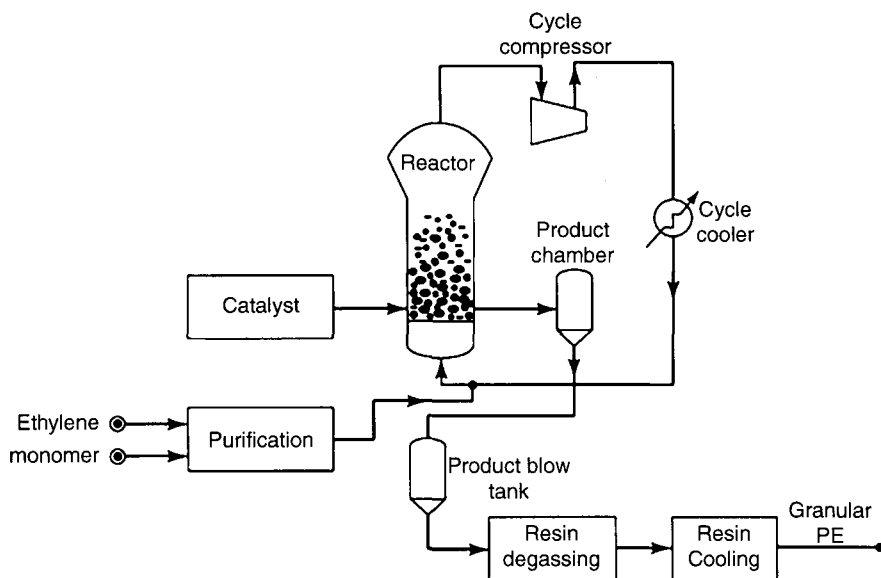 Cycle
compressor
Reactor
Cycle
cooler
Product
chamber
Catalyst
Ethylene
monomer
Purification
Product blow
tank
Resin
degassing
Resin
Cooling
Granular
PE